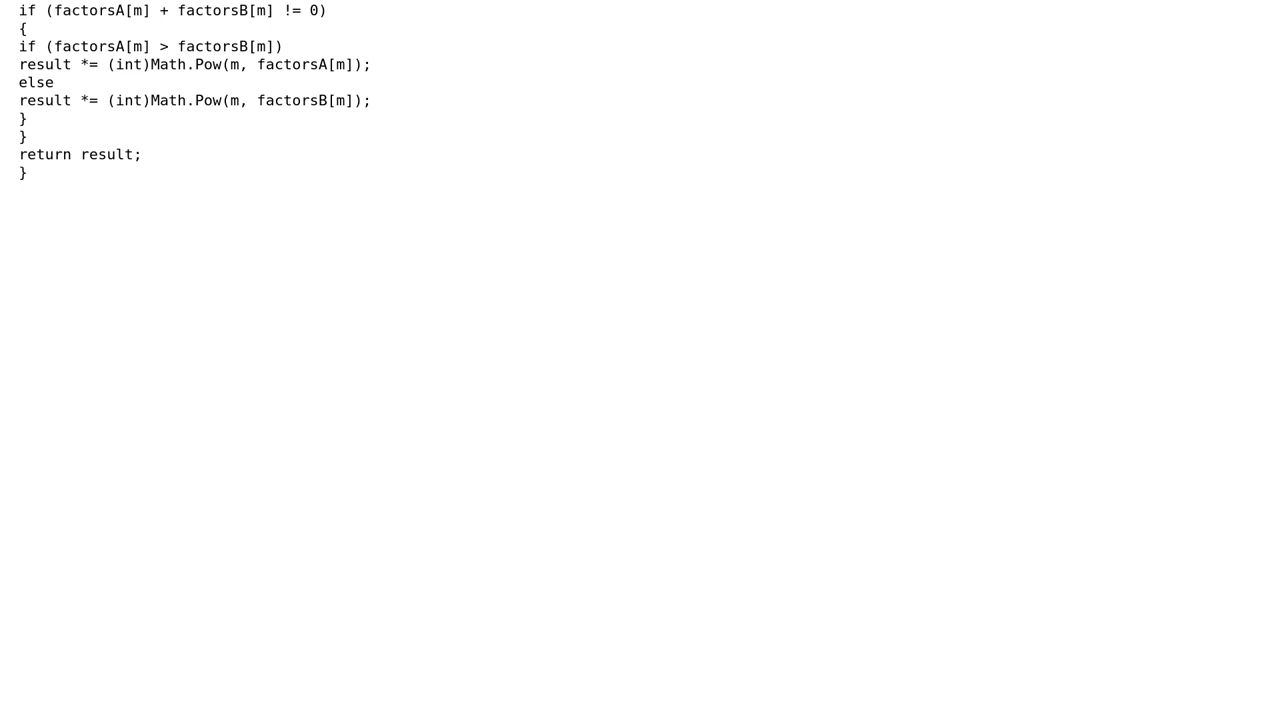 if (factorsA[m] + factorsB[m] != 0)
{
if (factorsA[m] > factorsB[m])
result *= (int)Math.Pow(m, factorsA[m]);
else
result *= (int)Math.Pow(m, factorsB[m]);
}
}
return result;
}